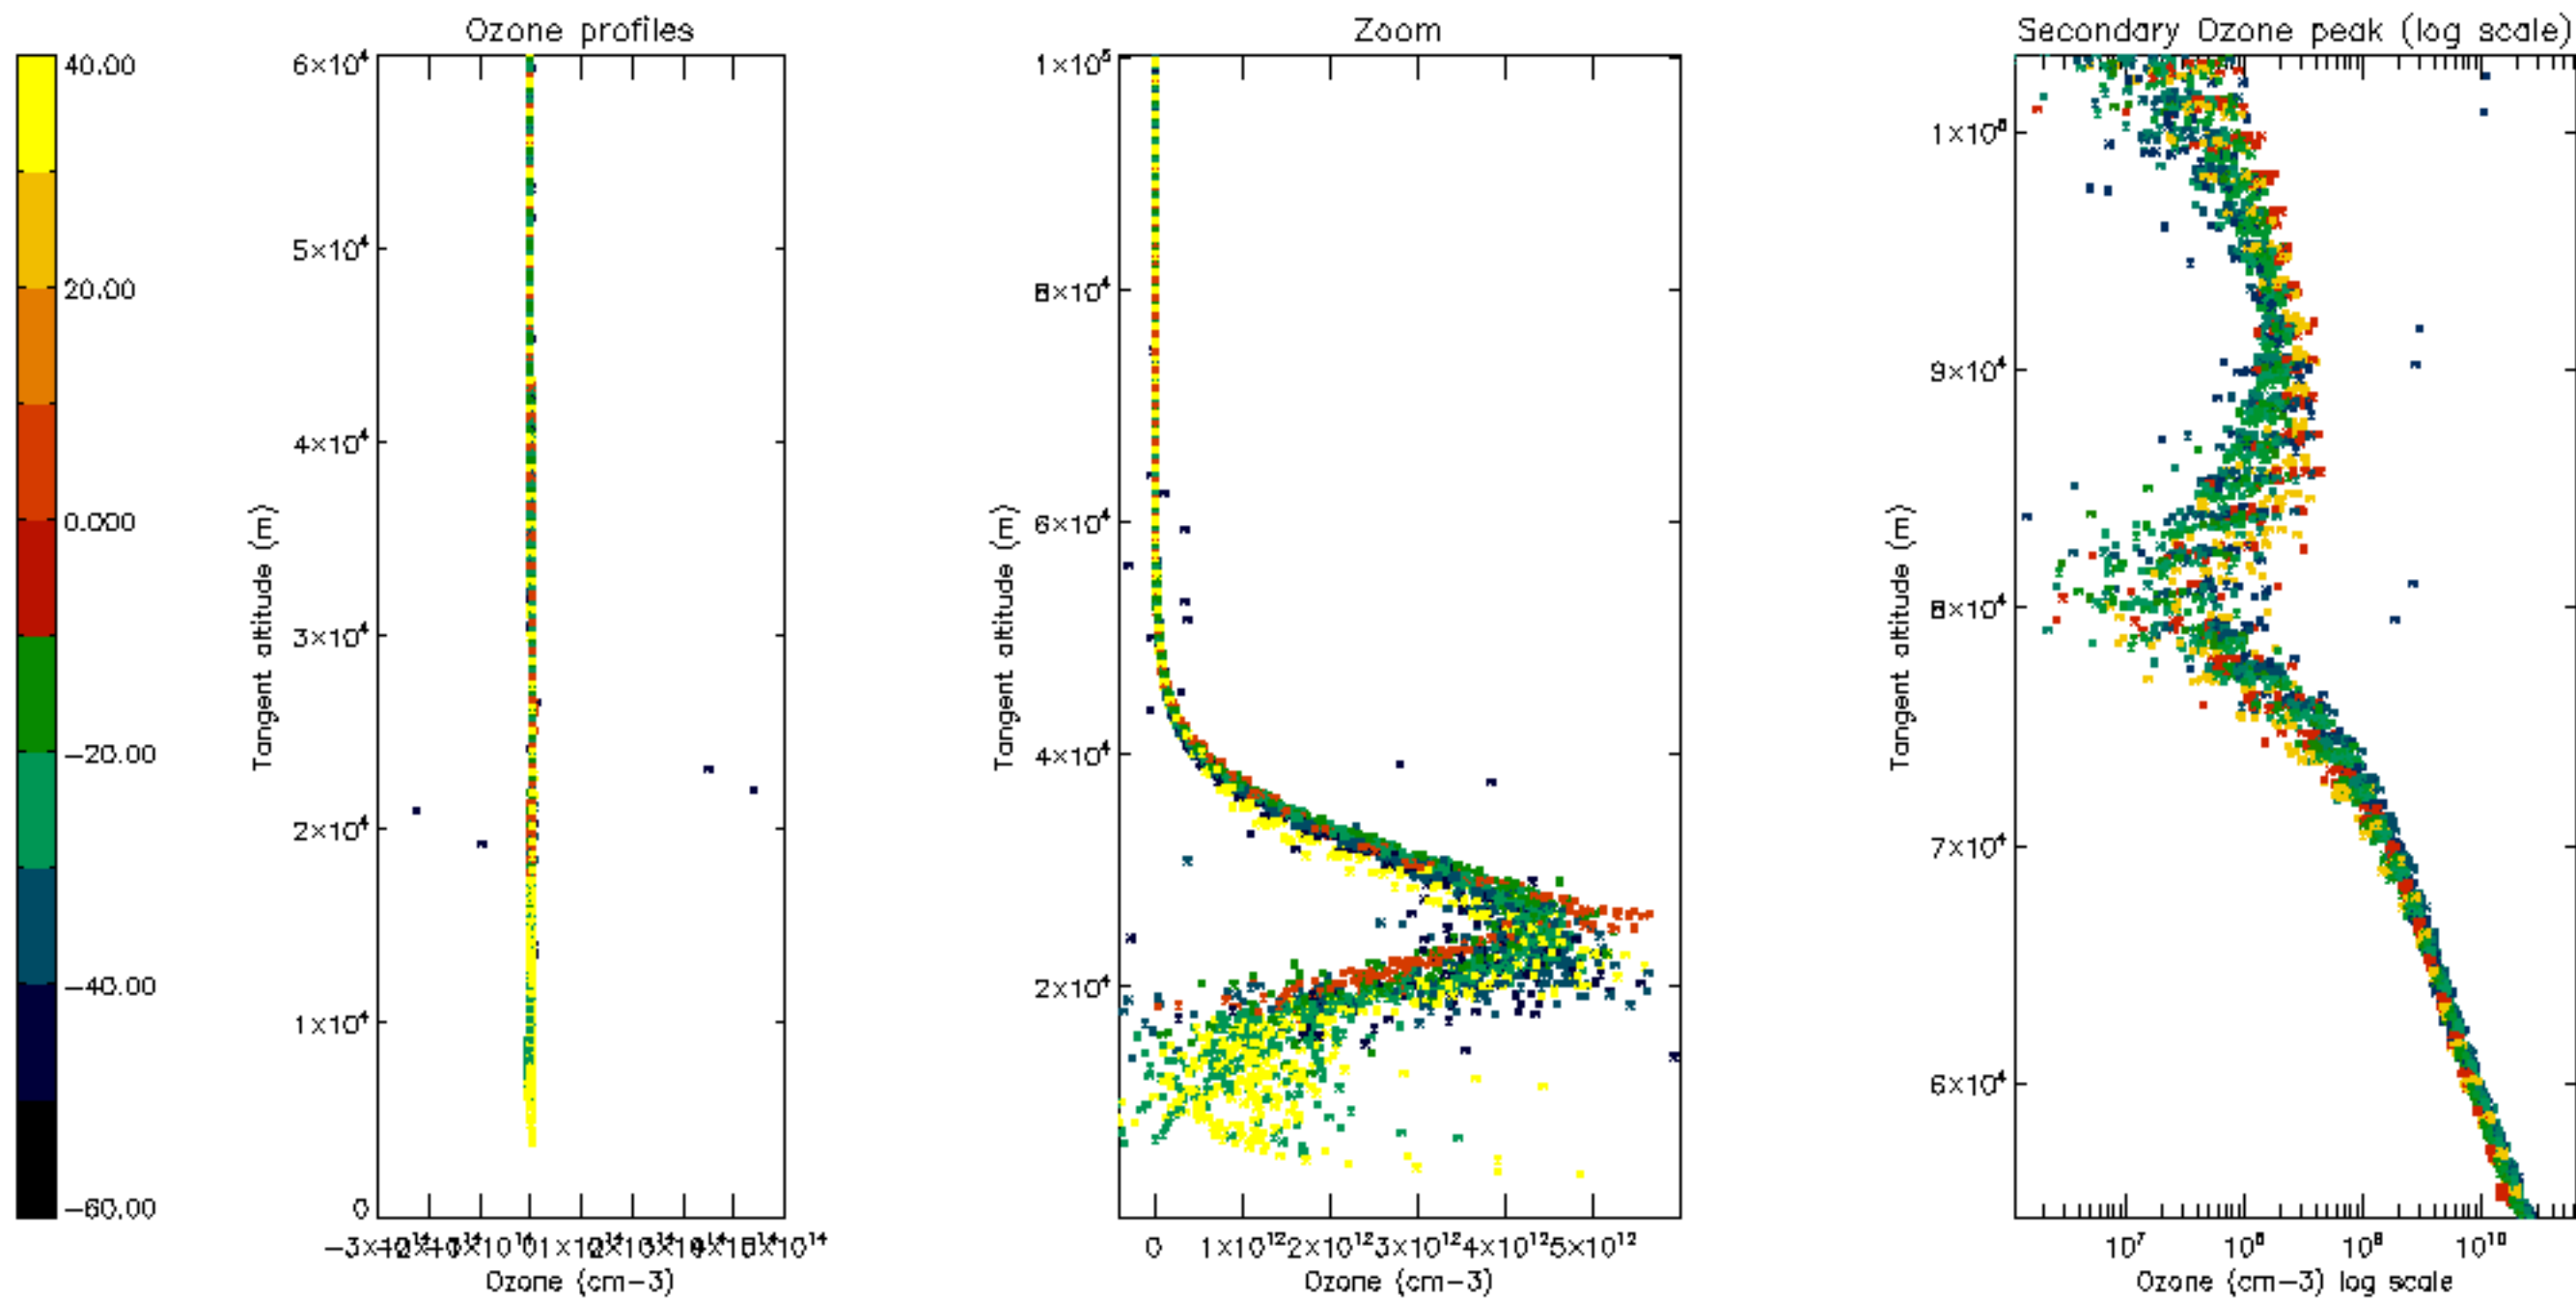 Ozone profiles
Zoom
Secondary Ozone peak (log scale)
40.00
20.00
0.000
−20.00
−40.00
−60.00
6×10⁴
5×10⁴
4×10⁴
3×10⁴
2×10⁴
1×10⁴
0
Tangent altitude (m)
Ozone (cm−3)
1×10⁵
8×10⁴
6×10⁴
4×10⁴
2×10⁴
Tangent altitude (m)
0 1×10¹² 2×10¹² 3×10¹² 4×10¹² 5×10¹²
Ozone (cm−3)
9×10⁴
8×10⁴
7×10⁴
6×10⁴
Tangent altitude (m)
10⁷ 10⁸ 10⁹ 10¹⁰
Ozone (cm−3) log scale